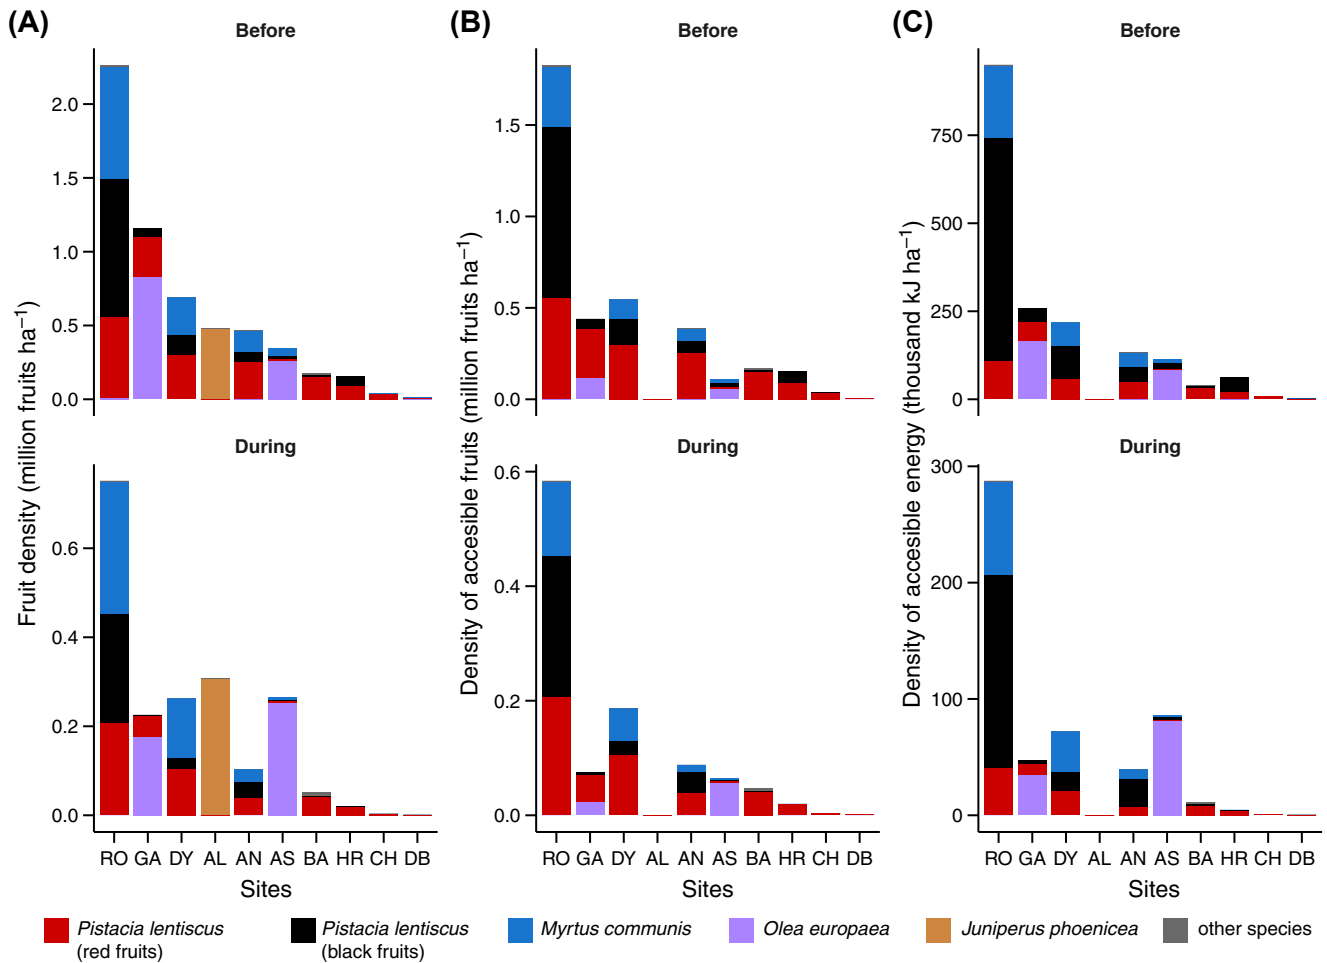 (A)
Before
Fruit density (million fruits ha⁻¹)
2.0
1.5
1.0
0.5
0.0
During
0.6
0.4
0.2
0.0
RO GA DY AL AN AS BA HR CH DB
Sites
(B)
Before
Density of accesible fruits (million fruits ha⁻¹)
1.5
1.0
0.5
0.0
During
0.6
0.4
0.2
0.0
RO GA DY AL AN AS BA HR CH DB
Sites
(C)
Before
Density of accesible energy (thousand kJ ha⁻¹)
750
500
250
0
During
300
200
100
0
RO GA DY AL AN AS BA HR CH DB
Sites
Pistacia lentiscus
(red fruits)
Pistacia lentiscus
(black fruits)
Myrtus communis
Olea europaea
Juniperus phoenicea
other species